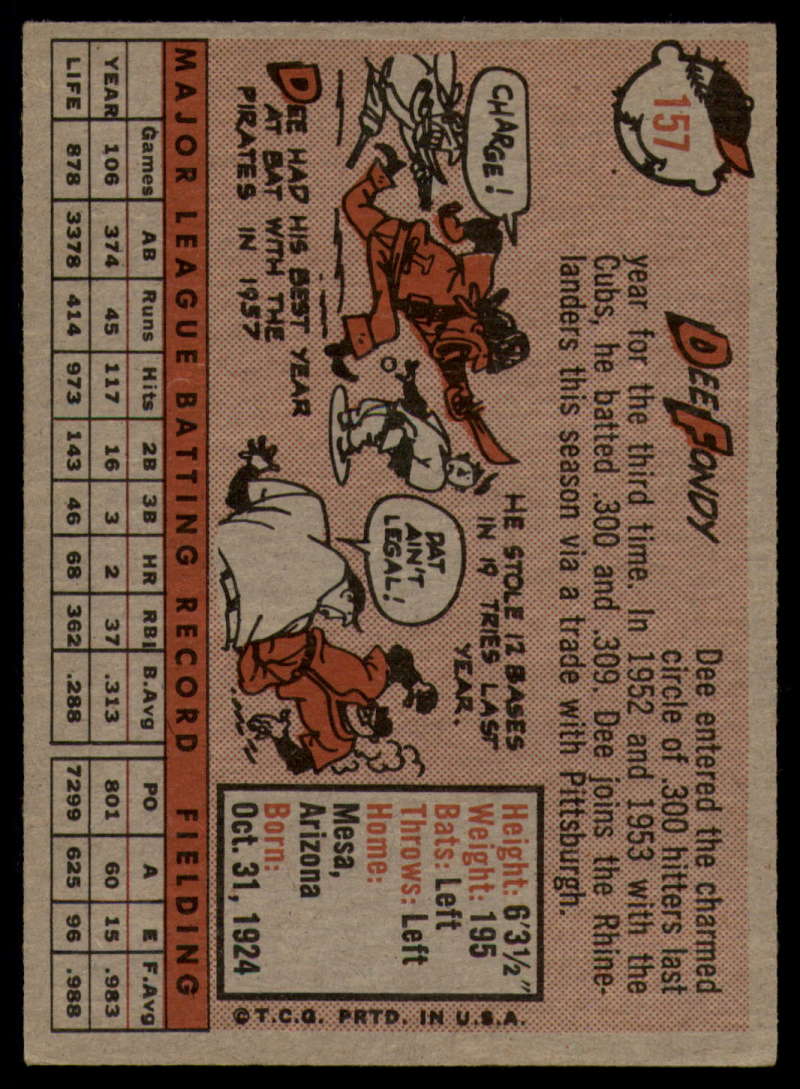 157
DEE FONDY
Dee entered the charmed
circle of .300 hitters last
year for the third time. In 1952 and 1953 with the
Cubs, he batted .300 and .309. Dee joins the Rhine-
landers this season via a trade with Pittsburgh.
CHARGE!
DEE HAD HIS BEST YEAR
AT BAT WITH THE
PIRATES IN 1957
HE STOLE 12 BASES
IN 19 TRIES LAST
YEAR.
DAT
AIN'T
LEGAL!
Height: 6'3½"
Weight: 195
Bats: Left
Throws: Left
Home:
Mesa,
Arizona
Born:
Oct. 31, 1924
©T.C.G. PRTD. IN U.S.A.
MAJOR LEAGUE BATTING RECORD FIELDING
Games AB Runs Hits 2B 3B HR RBI B.Avg PO A E F.Avg
YEAR 106 374 45 117 16 3 2 37 .313 801 60 15 .983
LIFE 878 3378 414 973 143 46 68 362 .288 7299 625 96 .988